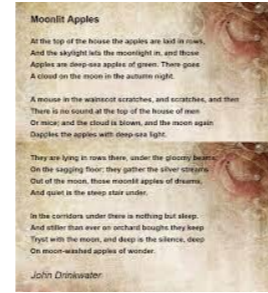 Moonlit Apples
At the top of the house the apples are laid in rows,
And the skylight lets the moonlight in, and those
Apples are deep-sea apples of green. There goes
A cloud on the moon in the autumn night.
A mouse in the wainscot scratches, and scratches, and then
There is no sound at the top of the house of men
Or mice; and the cloud is blown, and the moon again
Dapples the apples with deep-sea light.
They are lying in rows there, under the gloomy beams;
On the sagging floor; they gather the silver streams
Out of the moon, those moonlit apples of dreams,
And quiet is the steep stair under.
In the corridors under there is nothing but sleep.
And stiller than ever on orchard boughs they keep
Tryst with the moon, and deep is the silence, deep
On moon-washed apples of wonder.
John Drinkwater